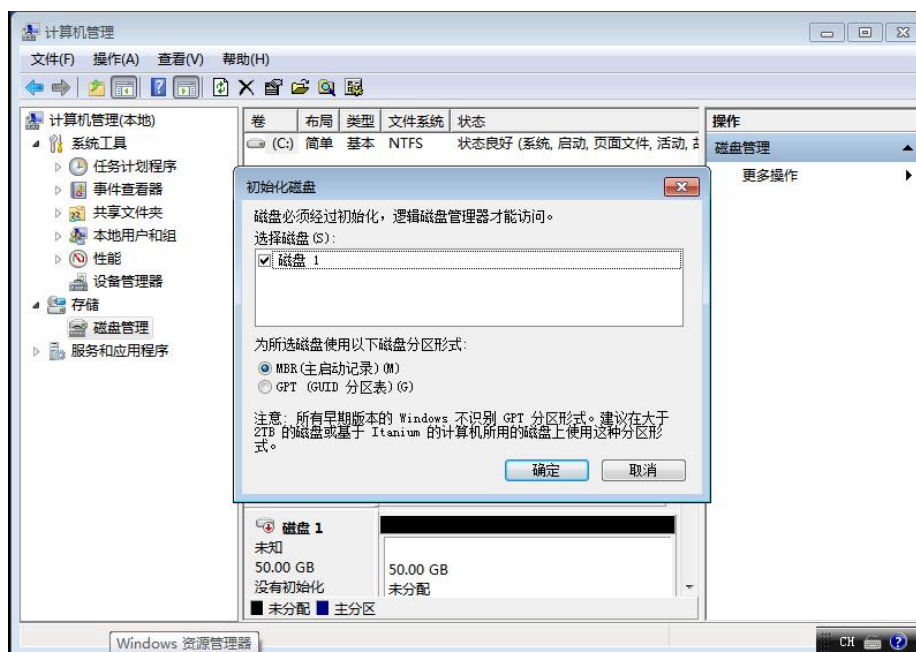 计算机管理
文件(F) 操作(A) 查看(V) 帮助(H)
计算机管理(本地)
系统工具
任务计划程序
事件查看器
共享文件夹
本地用户和组
性能
设备管理器
存储
磁盘管理
服务和应用程序
卷 布局 类型 文件系统 状态
(C:) 简单 基本 NTFS 状态良好 (系统, 启动, 页面文件, 活动,
操作
磁盘管理
更多操作
初始化磁盘
磁盘必须经过初始化，逻辑磁盘管理器才能访问。
选择磁盘(S):
磁盘 1
为所选磁盘使用以下磁盘分区形式:
MBR(主启动记录)(M)
GPT (GUID 分区表)(G)
注意: 所有早期版本的 Windows 不识别 GPT 分区形式。建议在大于
2TB 的磁盘或基于 Itanium 的计算机所用的磁盘上使用这种分区形
式。
确定 取消
磁盘 1
未知
50.00 GB
没有初始化
50.00 GB
未分配
未分配 主分区
Windows 资源管理器
CH